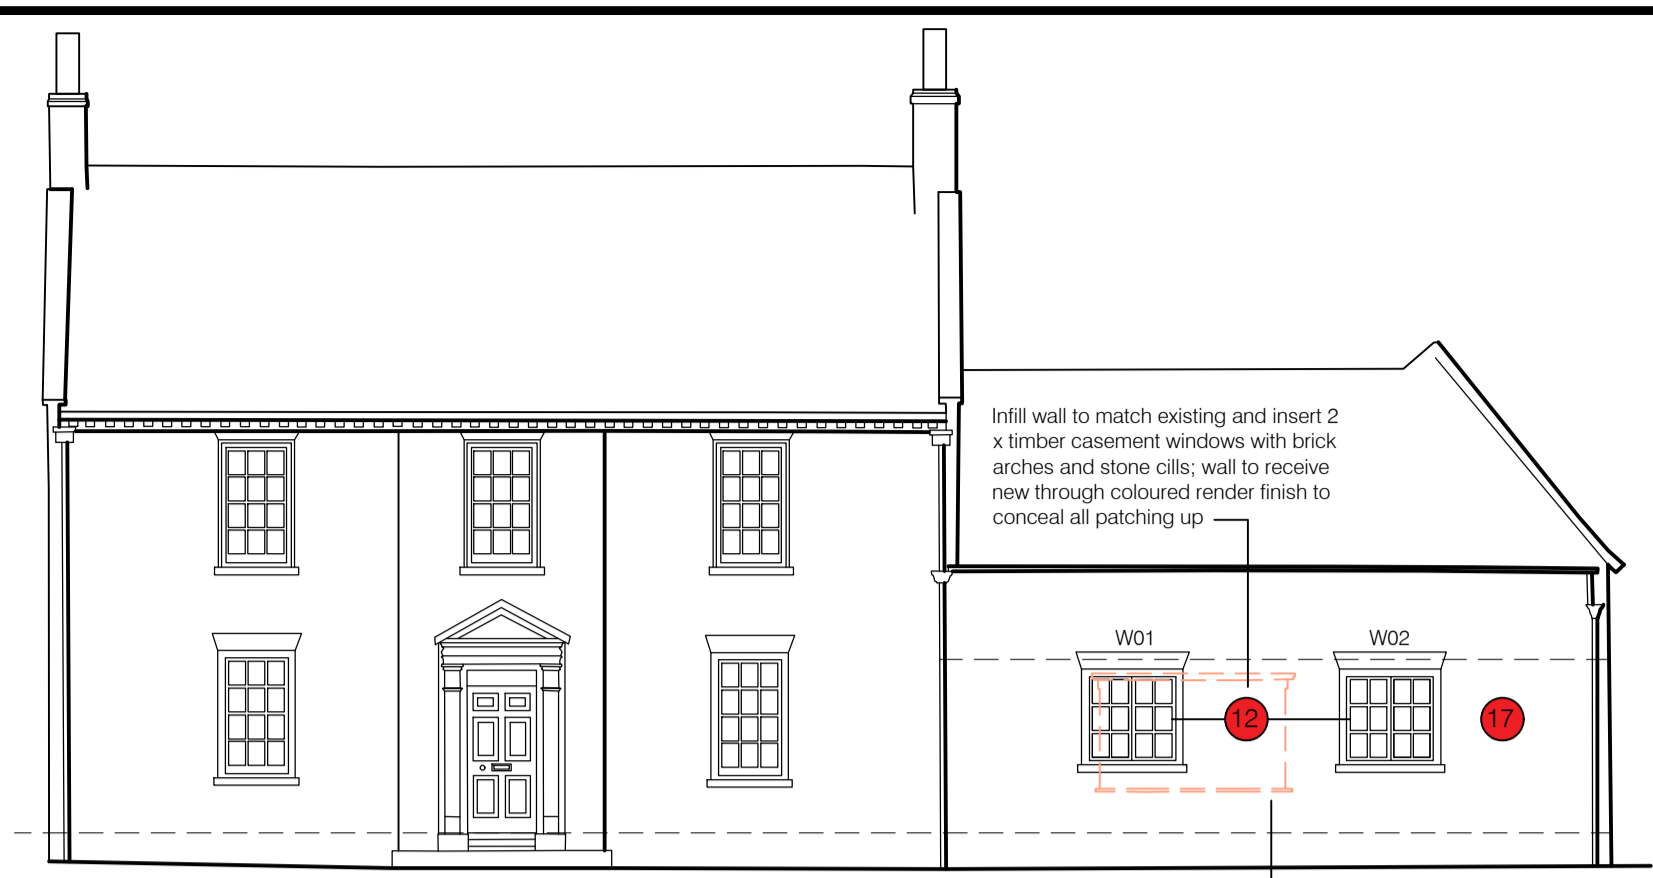 Infill wall to match existing and insert 2
x timber casement windows with brick
arches and stone cills; wall to receive
new through coloured render finish to
conceal all patching up
W01
W02
12
17